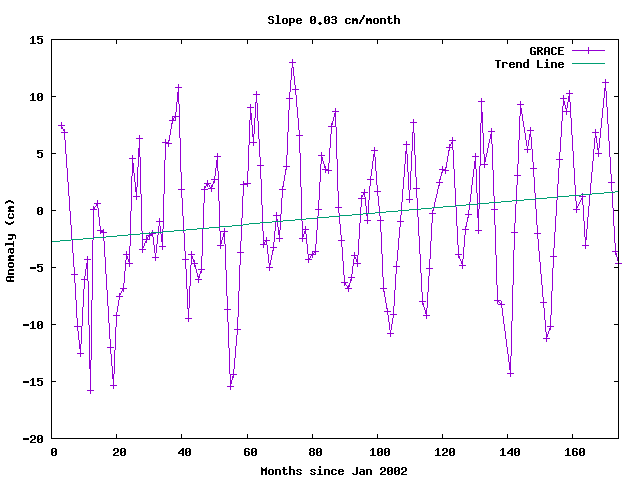 Slope 0.03 cm/month
GRACE
Trend Line
Anomaly (cm)
15
10
5
0
-5
-10
-15
-20
0 20 40 60 80 100 120 140 160
Months since Jan 2002